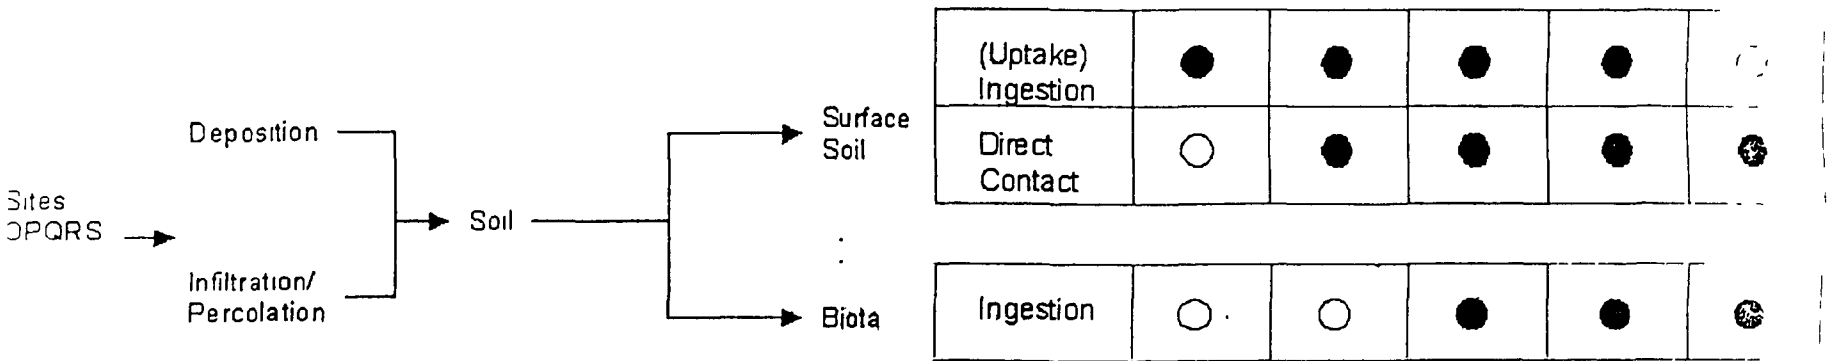 Sites
OPQRS
Deposition
Infiltration/
Percolation
Soil
Surface
Soil
Biota
(Uptake)
Ingestion
Direct
Contact
Ingestion